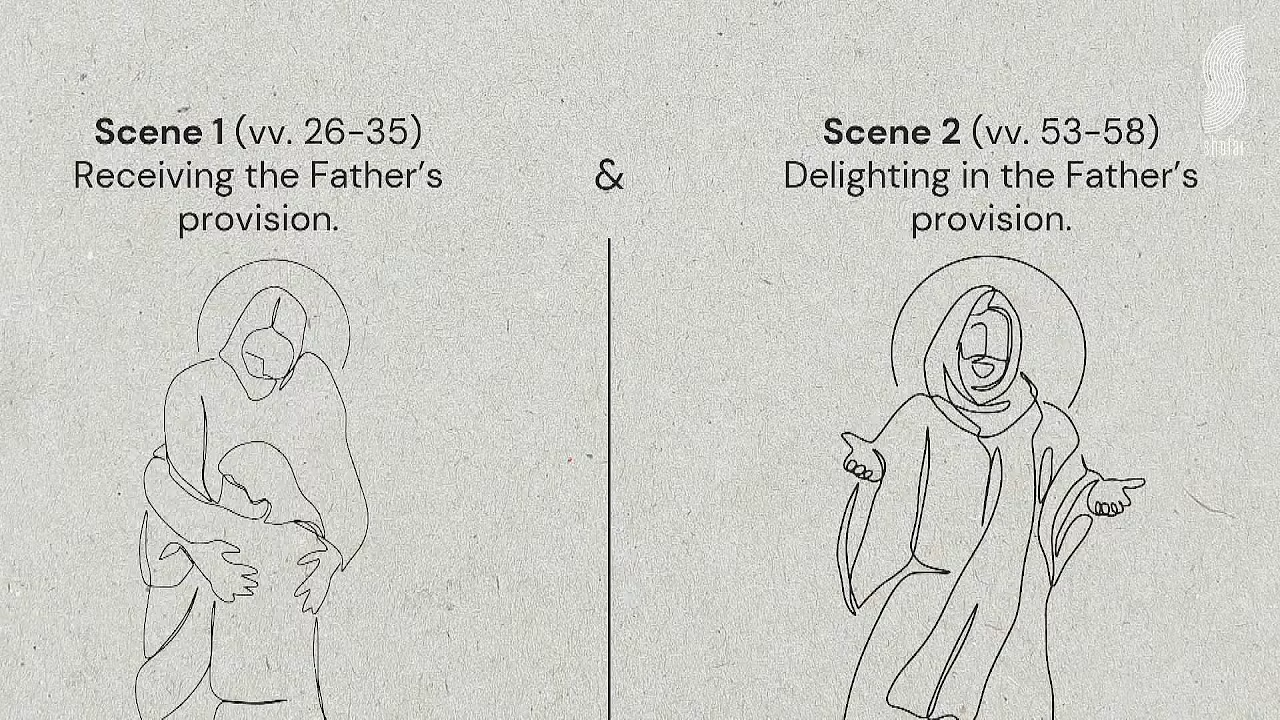 Scene 1 (vv. 26-35)
Receiving the Father's
provision.
&
Scene 2 (vv. 53-58)
Delighting in the Father's
provision.